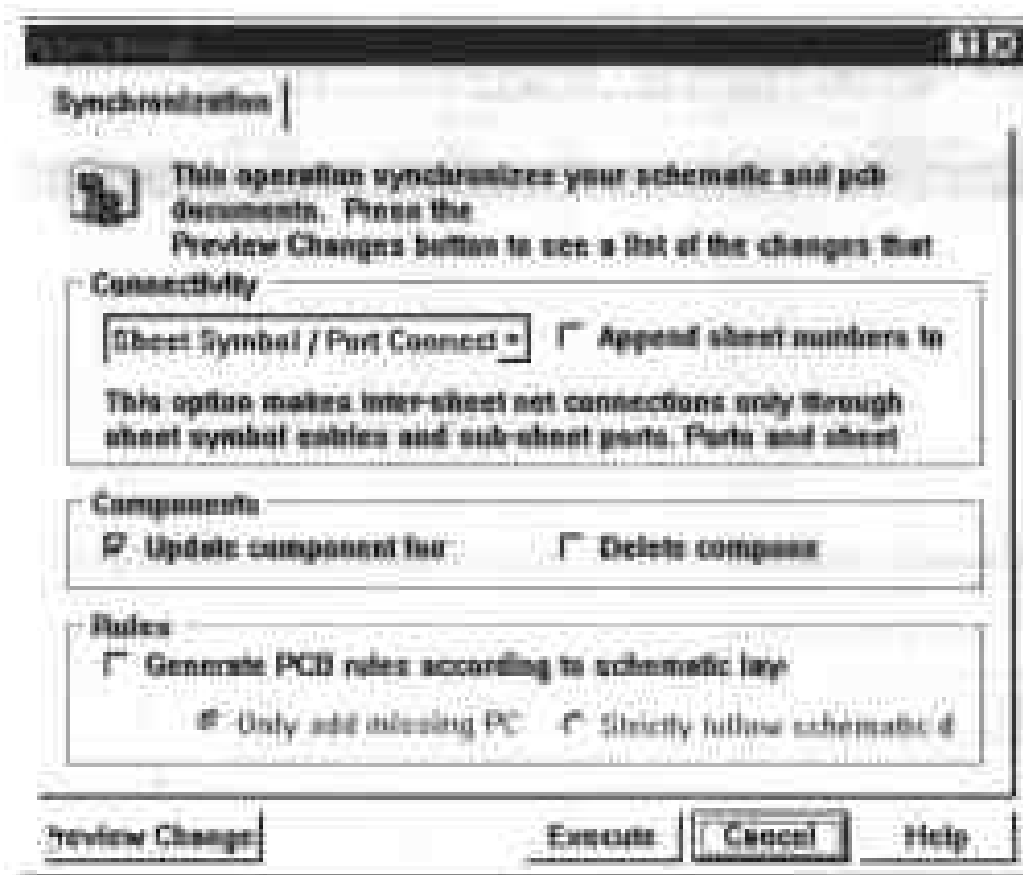 Synchronization
This operation synchronizes your schematic and pcb
documents. Press the
Preview Changes button to see a list of the changes that
Connectivity
Sheet Symbol / Port Connect
Append sheet numbers to
This option makes inter-sheet net connections only through
sheet symbol entries and sub-sheet ports. Ports and sheet
Components
Update component foo
Delete compone
Rules
Generate PCB rules according to schematic lay
Only add missing PC
Strictly follow schematic d
Preview Change
Execute
Cancel
Help